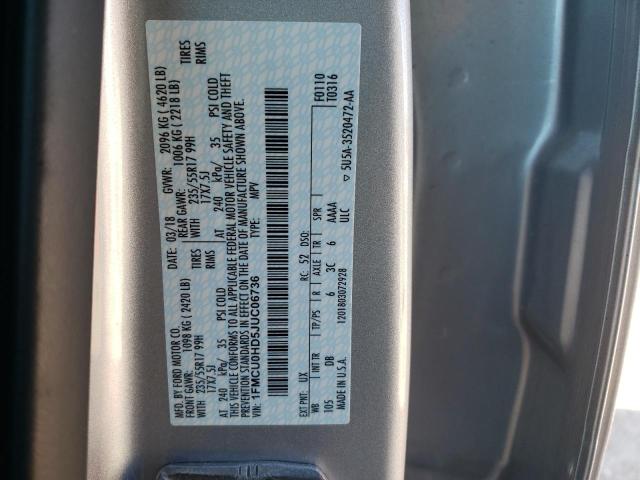 MFD. BY FORD MOTOR CO.
DATE: 03/18 GVWR: 2096 KG ( 4620 LB)
FRONT GAWR: 1098 KG ( 2420 LB) REAR GAWR: 1006 KG ( 2218 LB)
WITH 235/55R17 99H TIRES WITH 235/55R17 99H TIRES
17X7.5J RIMS 17X7.5J RIMS
AT 240 kPa/ 35 PSI COLD AT 240 kPa/ 35 PSI COLD
THIS VEHICLE CONFORMS TO ALL APPLICABLE FEDERAL MOTOR VEHICLE SAFETY AND THEFT
PREVENTION STANDARDS IN EFFECT ON THE DATE OF MANUFACTURE SHOWN ABOVE.
VIN: 1FMCU0HD5JUC06736 TYPE: MPV
F0110
T0316
EXT PNT: UX RC: 52 DSO:
WB INT TR TP/PS R AXLE TR SPR
105 DB 6 3C 6 AAAA
ULC
MADE IN U.S.A. 1201803072928
▽ 5U5A-3520472-AA